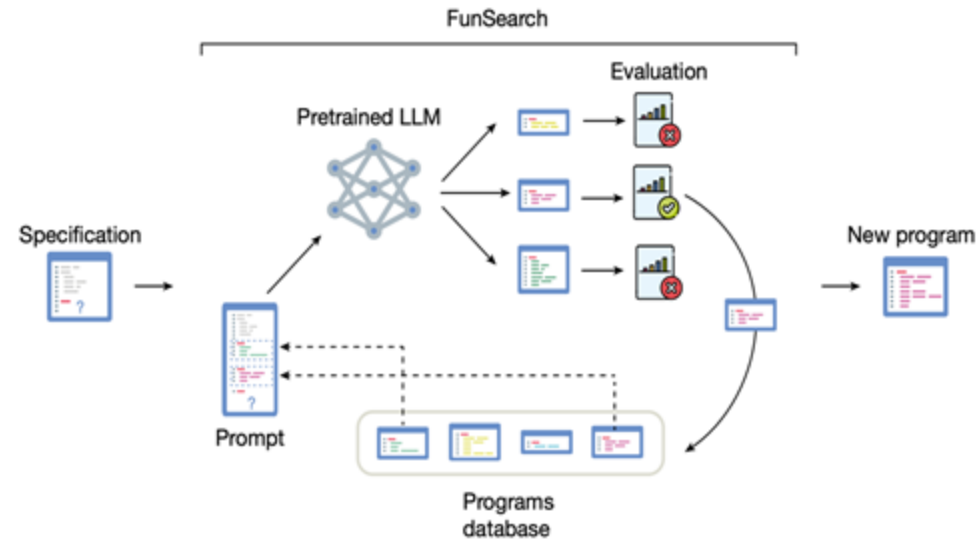 FunSearch
Evaluation
Pretrained LLM
Specification
New program
?
?
Prompt
Programs
database